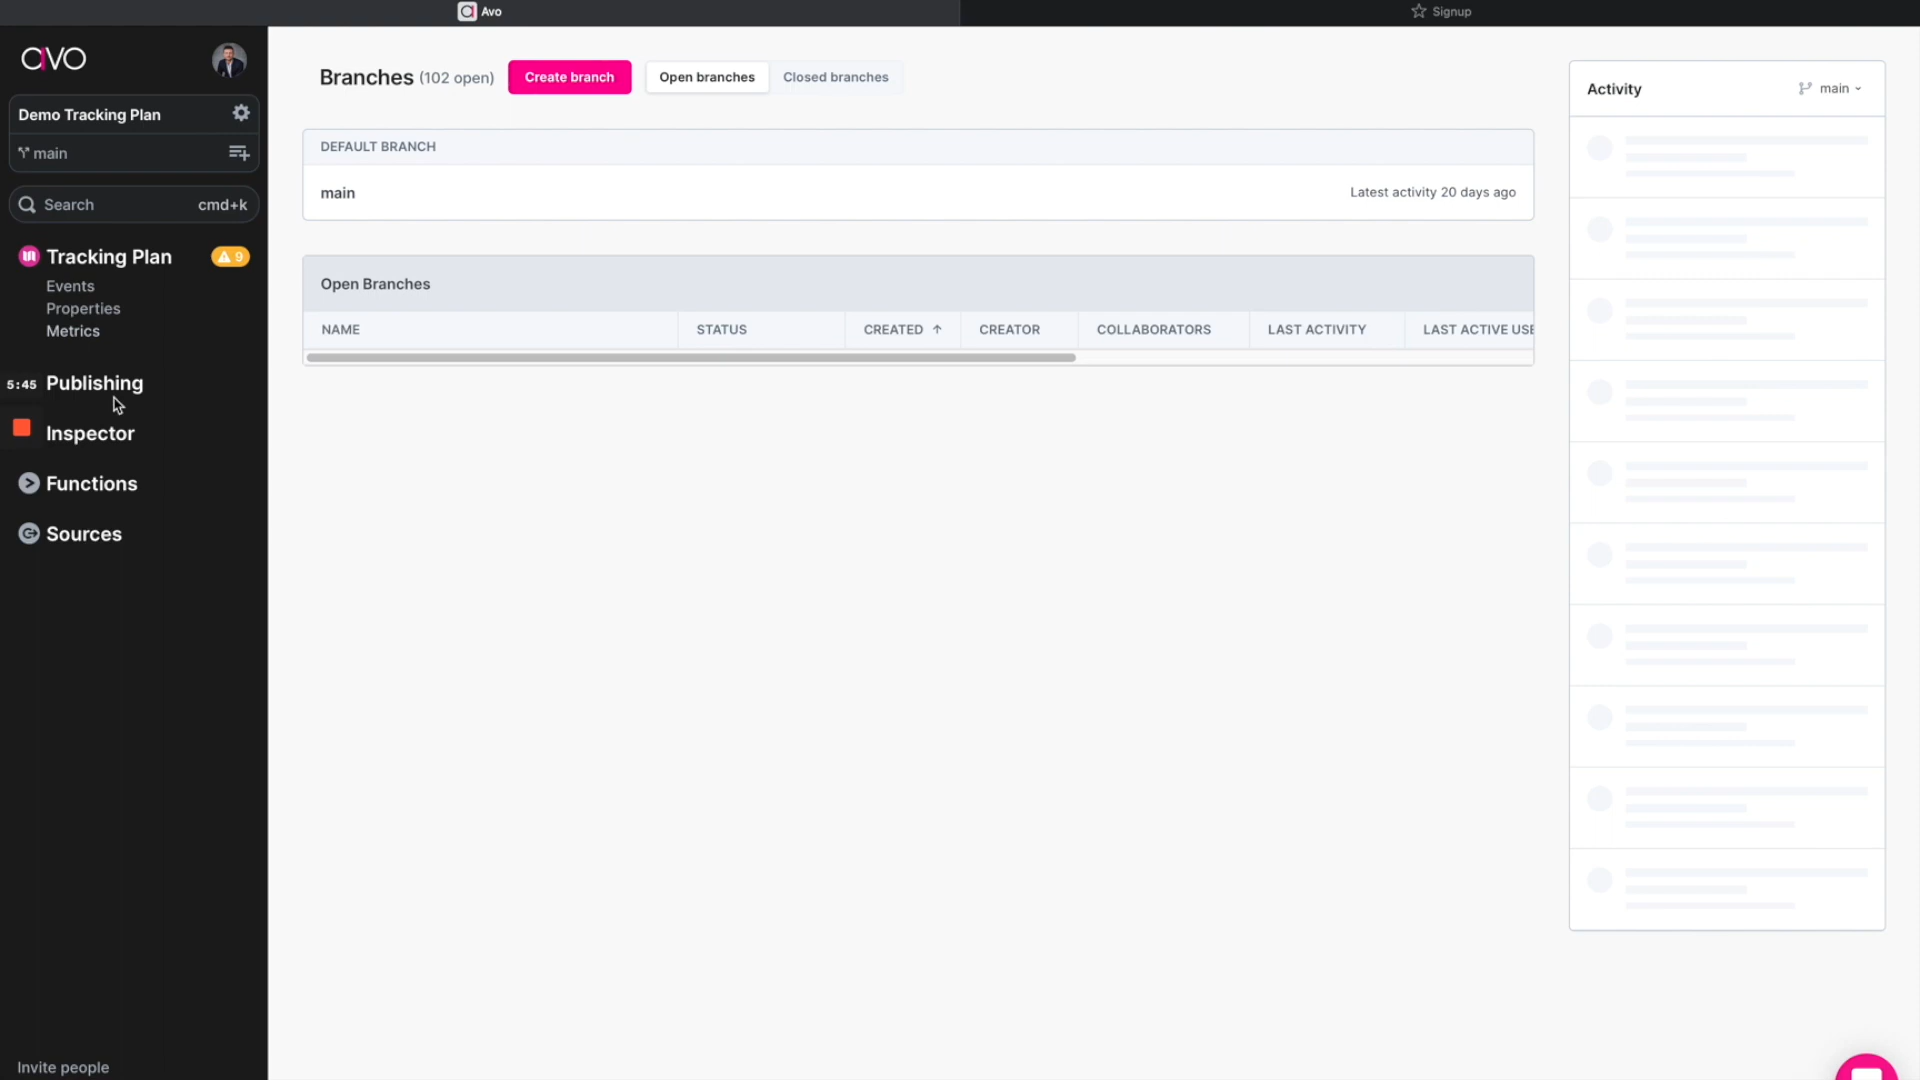 Avo
Signup
avo
Demo Tracking Plan
main
Search cmd+k
Tracking Plan 9
Events
Properties
Metrics
5:45 Publishing
Inspector
Functions
Sources
Invite people
Branches (102 open) Create branch Open branches Closed branches
DEFAULT BRANCH
main Latest activity 20 days ago
Open Branches
NAME STATUS CREATED CREATOR COLLABORATORS LAST ACTIVITY LAST ACTIVE USE
Activity main